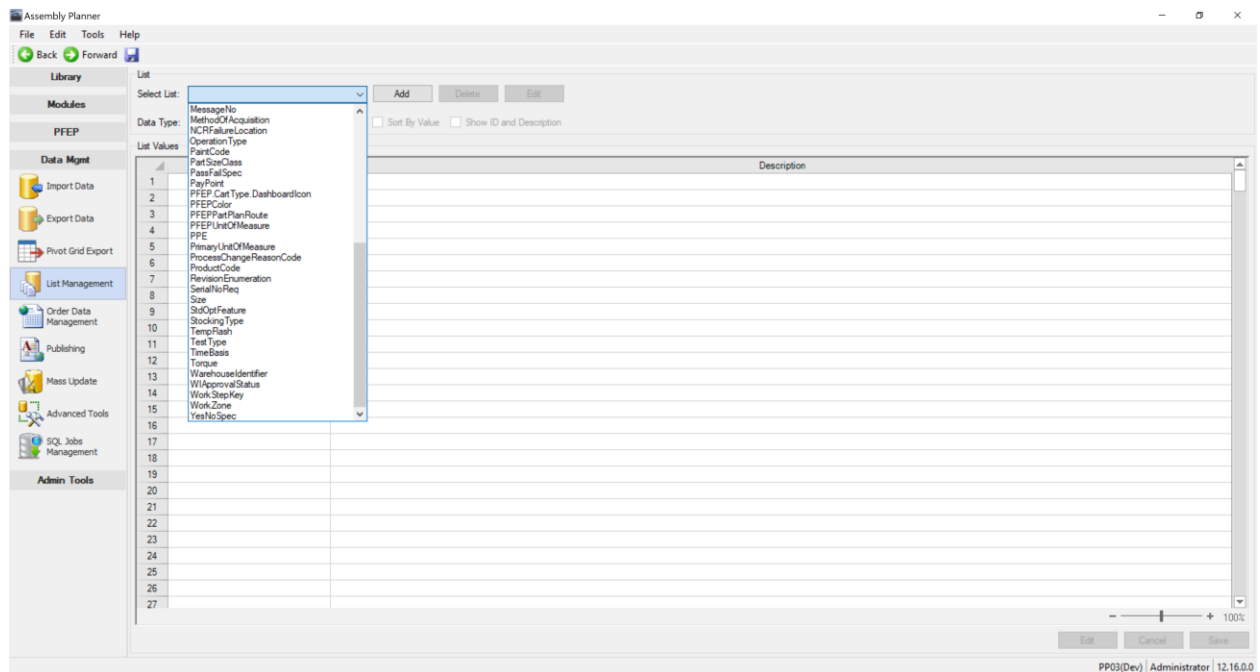 Assembly Planner
File Edit Tools Help
Back Forward
Library
Modules
PFEP
Data Mgmt
Import Data
Export Data
Pivot Grid Export
List Management
Order Data
Management
Publishing
Mass Update
Advanced Tools
SQL Jobs
Management
Admin Tools
List
Select List: Add Delete Edit
Data Type: Sort By Value Show ID and Description
MessageNo
MethodOfAcquisition
NCRFailureLocation
OperationType
PaintCode
PartSizeClass
PassFailSpec
PayPoint
PFEP.CartType.DashboardIcon
PFEPColor
PFEPPartPlanRoute
PFEPUnitOfMeasure
PPE
PrimaryUnitOfMeasure
ProcessChangeReasonCode
ProductCode
RevisionEnumeration
SerialNoReq
Size
StdOptFeature
StockingType
TempFlash
TestType
TimeBasis
Torque
WarehouseIdentifier
WIApprovalStatus
WorkStepKey
WorkZone
YesNoSpec
List Values
Description
1
2
3
4
5
6
7
8
9
10
11
12
13
14
15
16
17
18
19
20
21
22
23
24
25
26
27
100%
Edit Cancel Save
PP03(Dev) Administrator 12.16.0.0